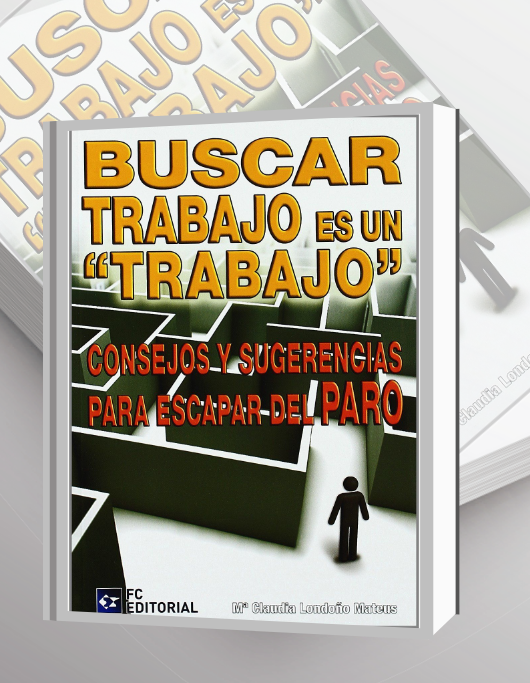 BUSCAR
TRABAJO ES UN
“TRABAJO”
CONSEJOS Y SUGERENCIAS
PARA ESCAPAR DEL PARO
FC
EDITORIAL
Mª Claudia Londoño Mateus